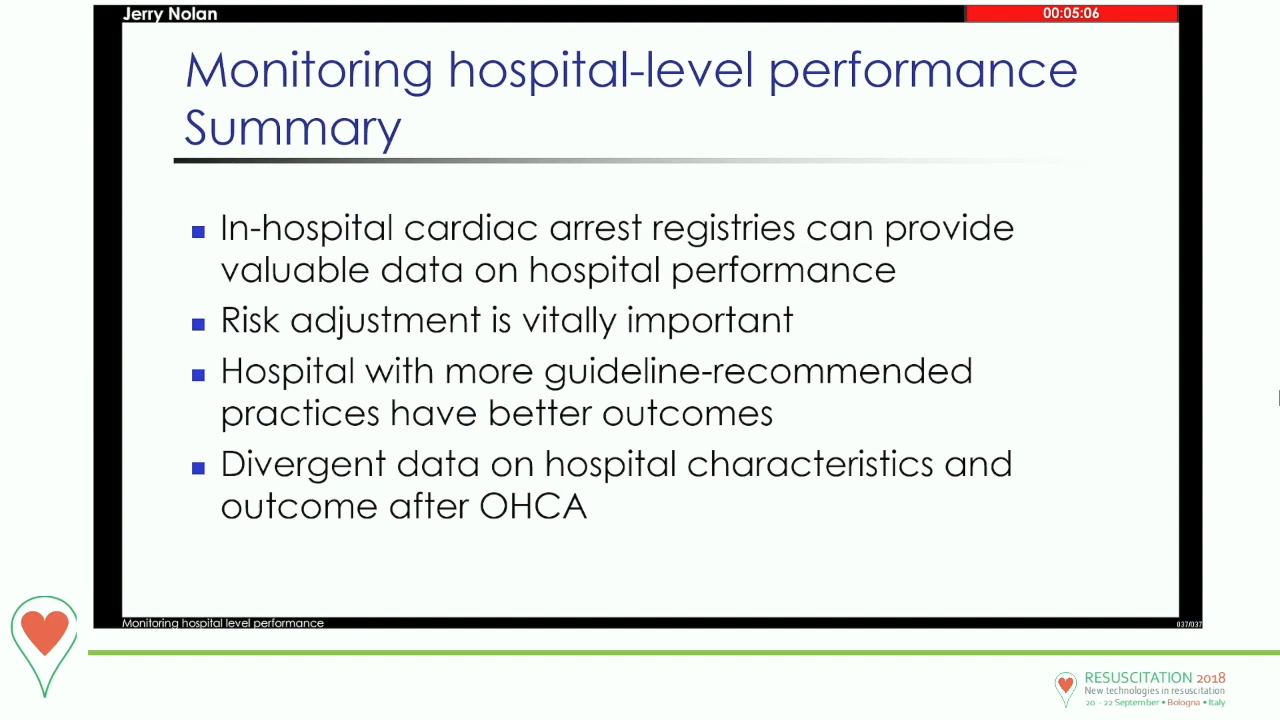 Jerry Nolan
00:05:06
Monitoring hospital-level performance
Summary
In-hospital cardiac arrest registries can provide
valuable data on hospital performance
Risk adjustment is vitally important
Hospital with more guideline-recommended
practices have better outcomes
Divergent data on hospital characteristics and
outcome after OHCA
Monitoring hospital level performance
037/037
RESUSCITATION 2018
New technologies in resuscitation
20 - 22 September • Bologna • Italy